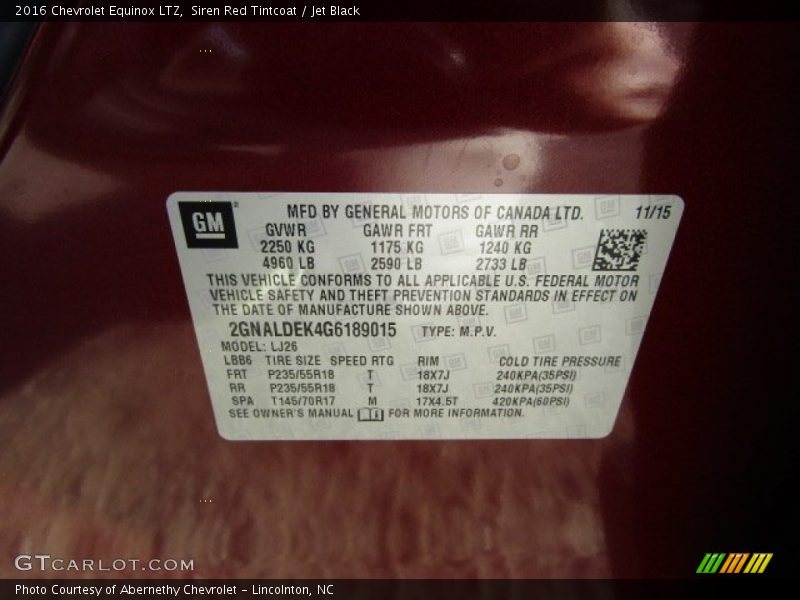 2016 Chevrolet Equinox LTZ,  Siren Red Tintcoat / Jet Black
GM
MFD BY GENERAL MOTORS OF CANADA LTD. 11/15
GVWR GAWR FRT GAWR RR
2250 KG 1175 KG 1240 KG
4960 LB 2590 LB 2733 LB
THIS VEHICLE CONFORMS TO ALL APPLICABLE U.S. FEDERAL MOTOR
VEHICLE SAFETY AND THEFT PREVENTION STANDARDS IN EFFECT ON
THE DATE OF MANUFACTURE SHOWN ABOVE.
2GNALDEK4G6189015 TYPE: M.P.V.
MODEL: LJ26
LBB6 TIRE SIZE SPEED RTG RIM COLD TIRE PRESSURE
FRT P235/55R18 T 18X7J 240KPA(35PSI)
RR P235/55R18 T 18X7J 240KPA(35PSI)
SPA T145/70R17 M 17X4.5T 420KPA(60PSI)
SEE OWNER'S MANUAL FOR MORE INFORMATION.
GTCARLOT.COM
Photo Courtesy of Abernethy Chevrolet – Lincolnton, NC